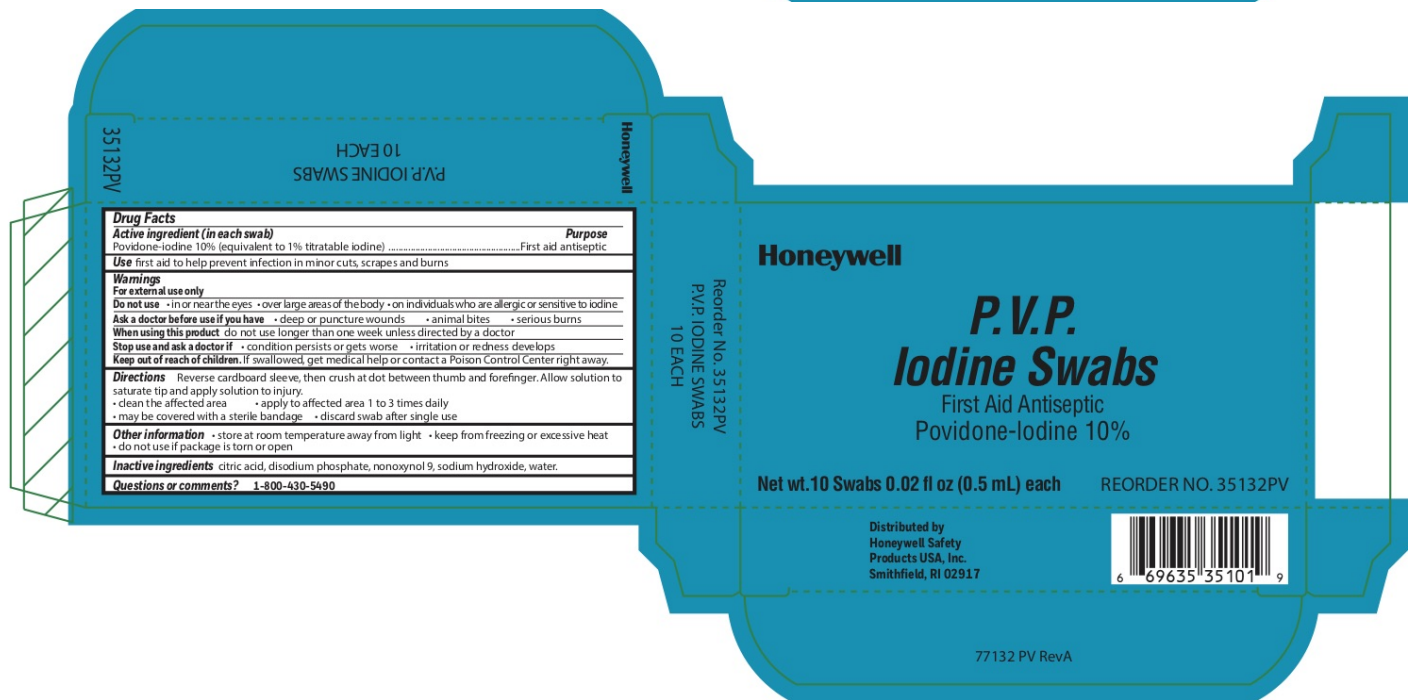 35132PV
P.V.P. IODINE SWABS
10 EACH
Honeywell
Drug Facts
Active ingredient (in each swab) Purpose
Povidone-iodine 10% (equivalent to 1% titratable iodine) ....................................................First aid antiseptic
Use first aid to help prevent infection in minor cuts, scrapes and burns
Warnings
For external use only
Do not use • in or near the eyes • over large areas of the body • on individuals who are allergic or sensitive to iodine
Ask a doctor before use if you have • deep or puncture wounds • animal bites • serious burns
When using this product do not use longer than one week unless directed by a doctor
Stop use and ask a doctor if • condition persists or gets worse • irritation or redness develops
Keep out of reach of children. If swallowed, get medical help or contact a Poison Control Center right away.
Directions Reverse cardboard sleeve, then crush at dot between thumb and forefinger. Allow solution to
saturate tip and apply solution to injury.
• clean the affected area • apply to affected area 1 to 3 times daily
• may be covered with a sterile bandage • discard swab after single use
Other information • store at room temperature away from light • keep from freezing or excessive heat
• do not use if package is torn or open
Inactive ingredients citric acid, disodium phosphate, nonoxynol 9, sodium hydroxide, water.
Questions or comments? 1-800-430-5490
Reorder No. 35132PV
P.V.P. IODINE SWABS
10 EACH
Honeywell
P.V.P.
Iodine Swabs
First Aid Antiseptic
Povidone-Iodine 10%
Net wt.10 Swabs 0.02 fl oz (0.5 mL) each REORDER NO. 35132PV
Distributed by
Honeywell Safety
Products USA, Inc.
Smithfield, RI 02917
6 69635 35101 9
77132 PV RevA